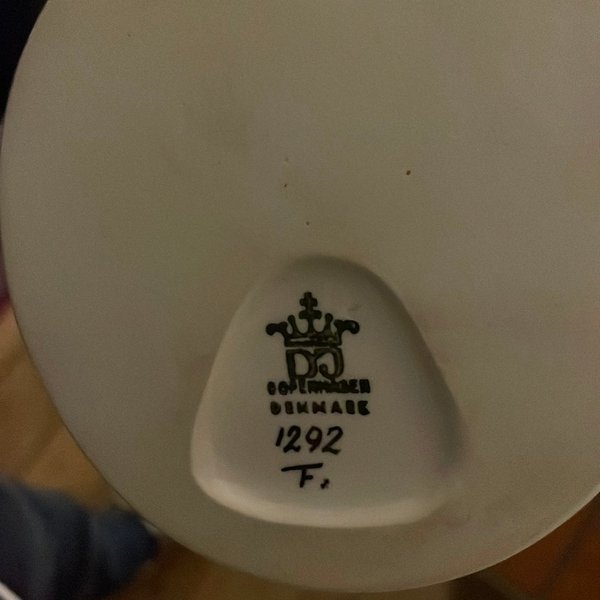 DJ
COPENHAGEN
DENMARK
1292
F.